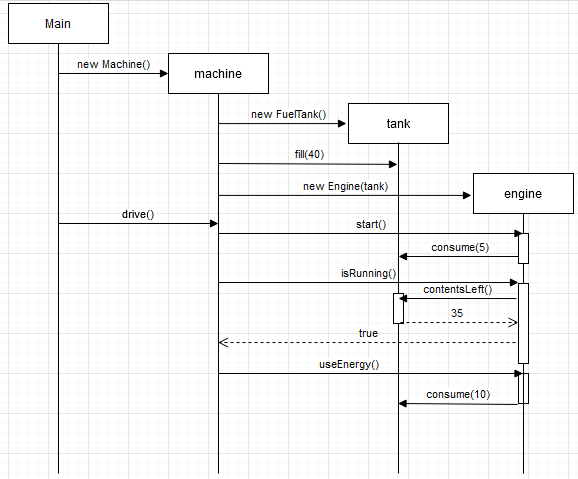 Main
new Machine()
machine
new FuelTank()
tank
fill(40)
new Engine(tank)
engine
drive()
start()
consume(5)
isRunning()
contentsLeft()
35
true
useEnergy()
consume(10)